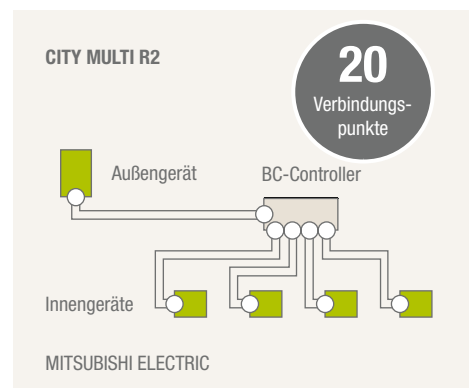 CITY MULTI R2
20
Verbindungs-
punkte
Außengerät
BC-Controller
Innengeräte
MITSUBISHI ELECTRIC